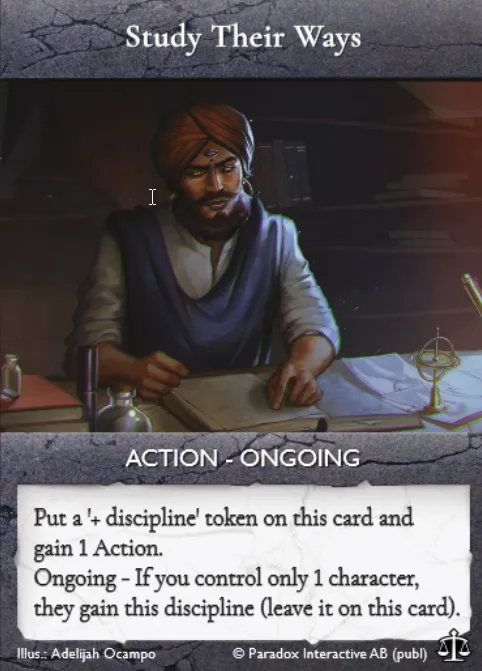 Study Their Ways
ACTION - ONGOING
Put a '+ discipline' token on this card and
gain 1 Action.
Ongoing - If you control only 1 character,
they gain this discipline (leave it on this card).
Illus.: Adelijah Ocampo
© Paradox Interactive AB (publ)